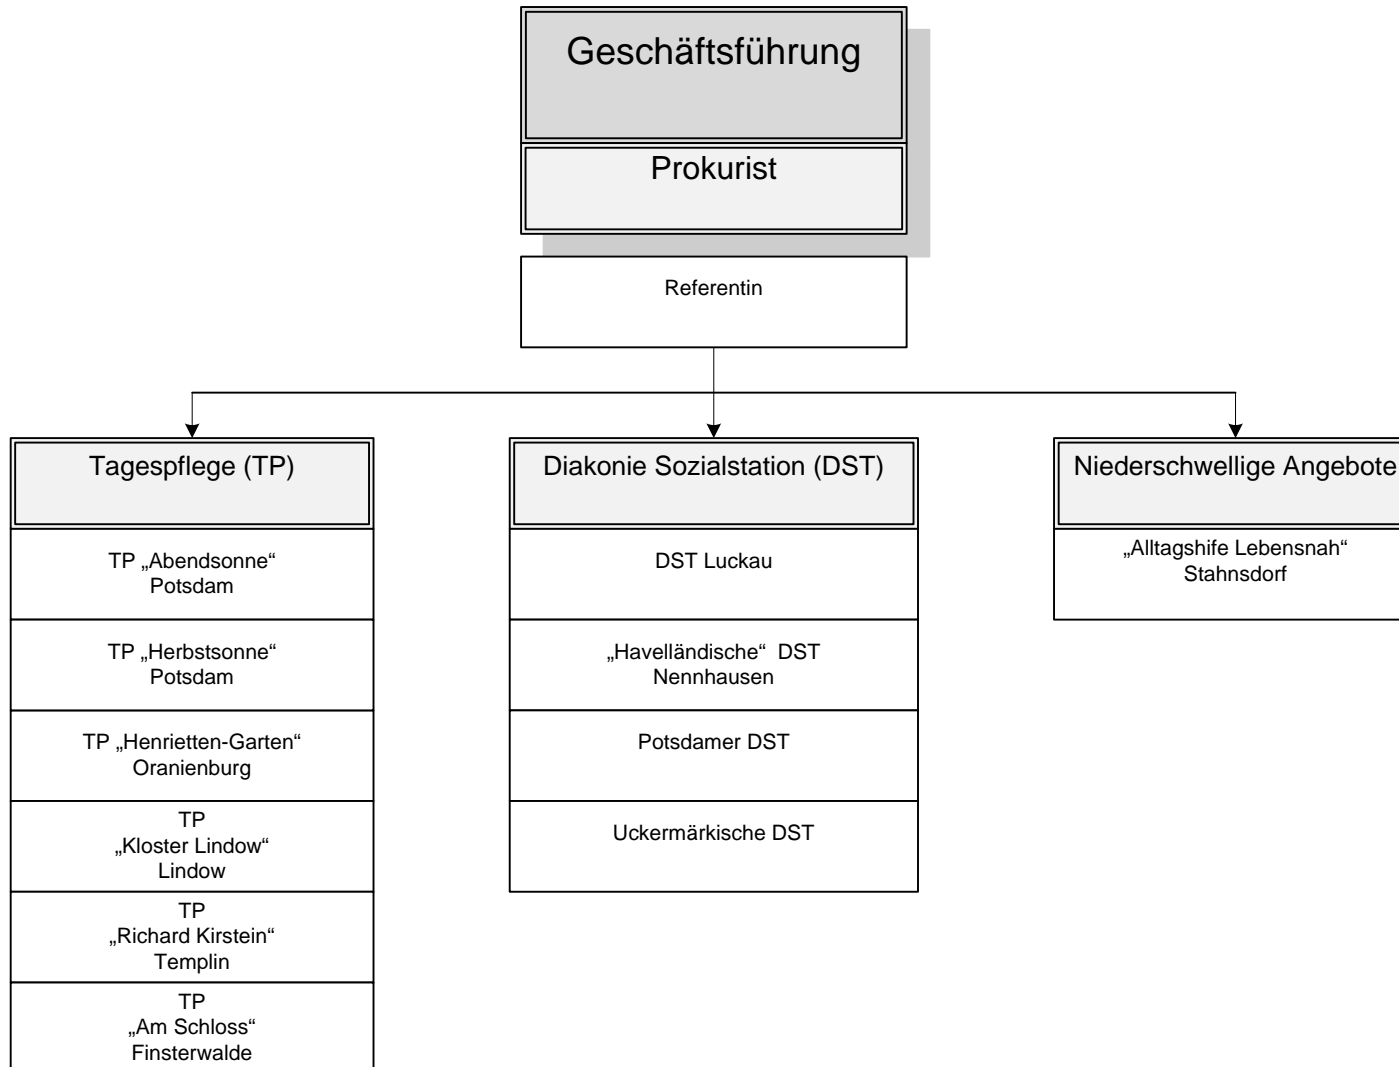 Geschäftsführung
Prokurist
Referentin
Tagespflege (TP)
TP „Abendsonne“
Potsdam
TP „Herbstsonne“
Potsdam
TP „Henrietten-Garten“
Oranienburg
TP
„Kloster Lindow“
Lindow
TP
„Richard Kirstein“
Templin
TP
„Am Schloss“
Finsterwalde
Diakonie Sozialstation (DST)
DST Luckau
„Havelländische“ DST
Nennhausen
Potsdamer DST
Uckermärkische DST
Niederschwellige Angebote
„Alltagshife Lebensnah“
Stahnsdorf